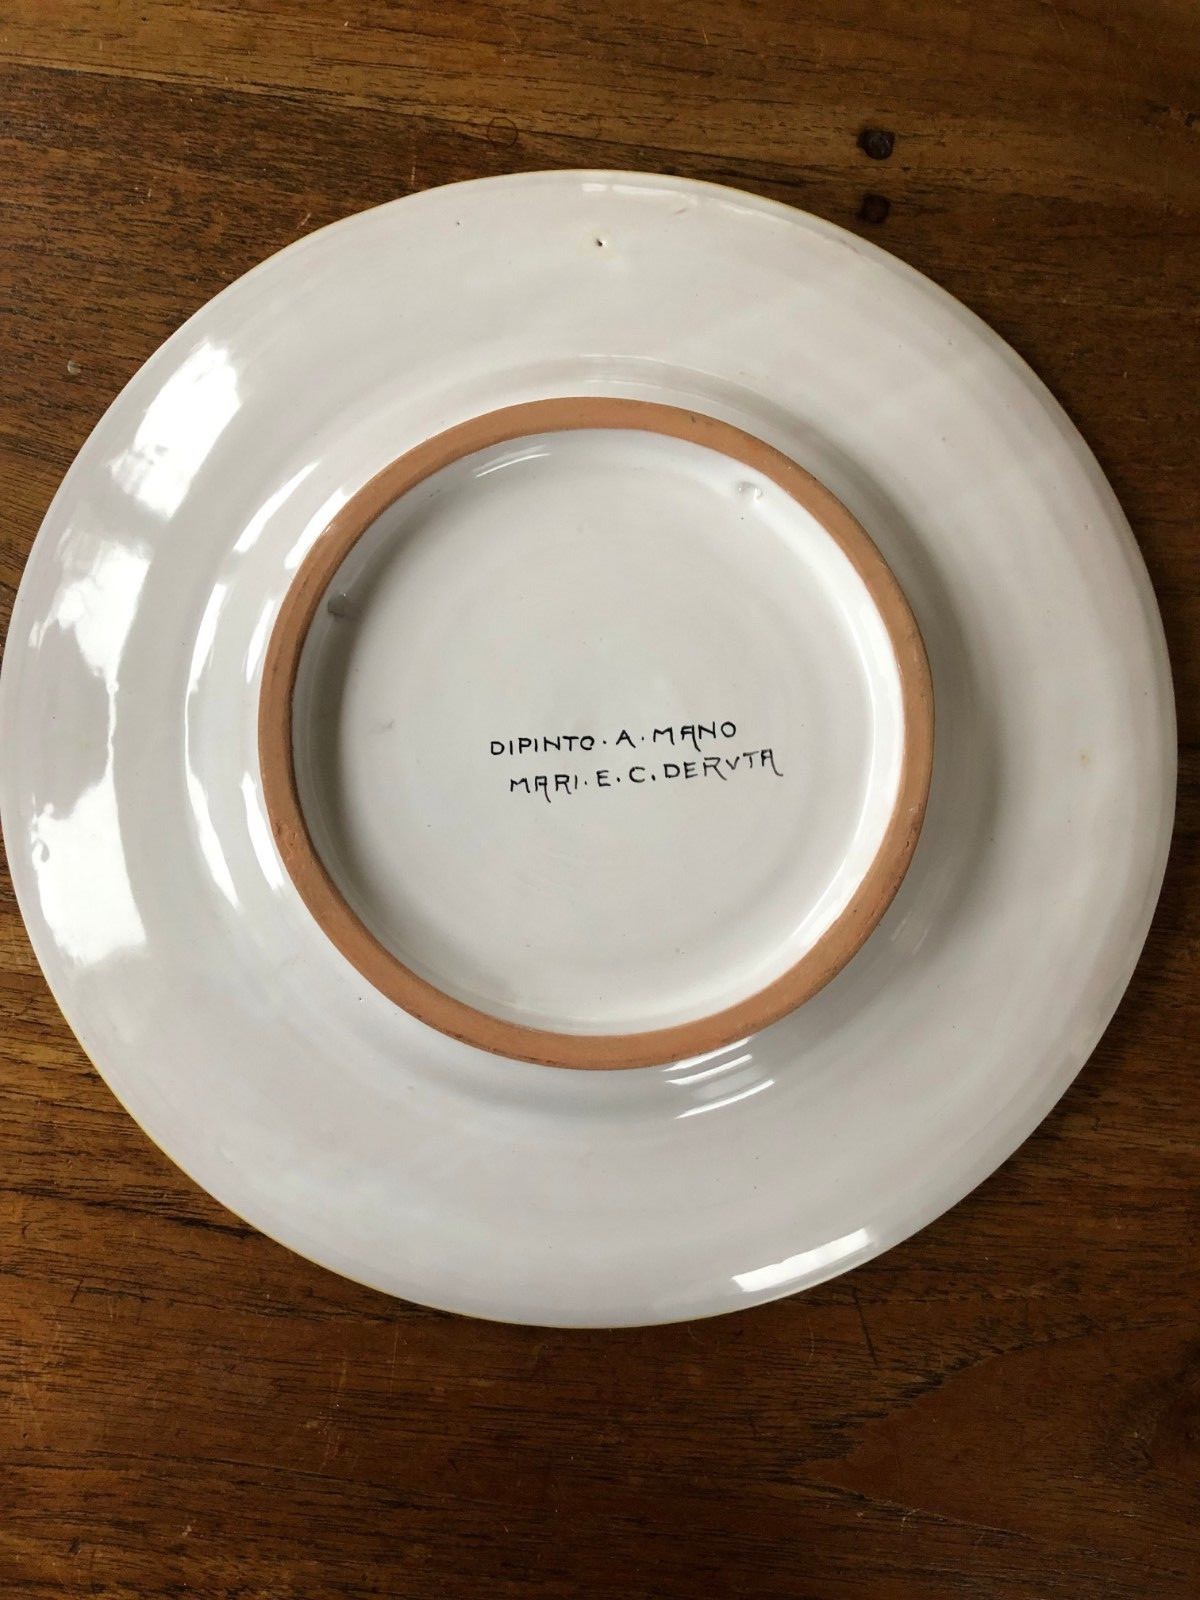 DIPINTO. A. MANO
MARI. E. C. DERVTA